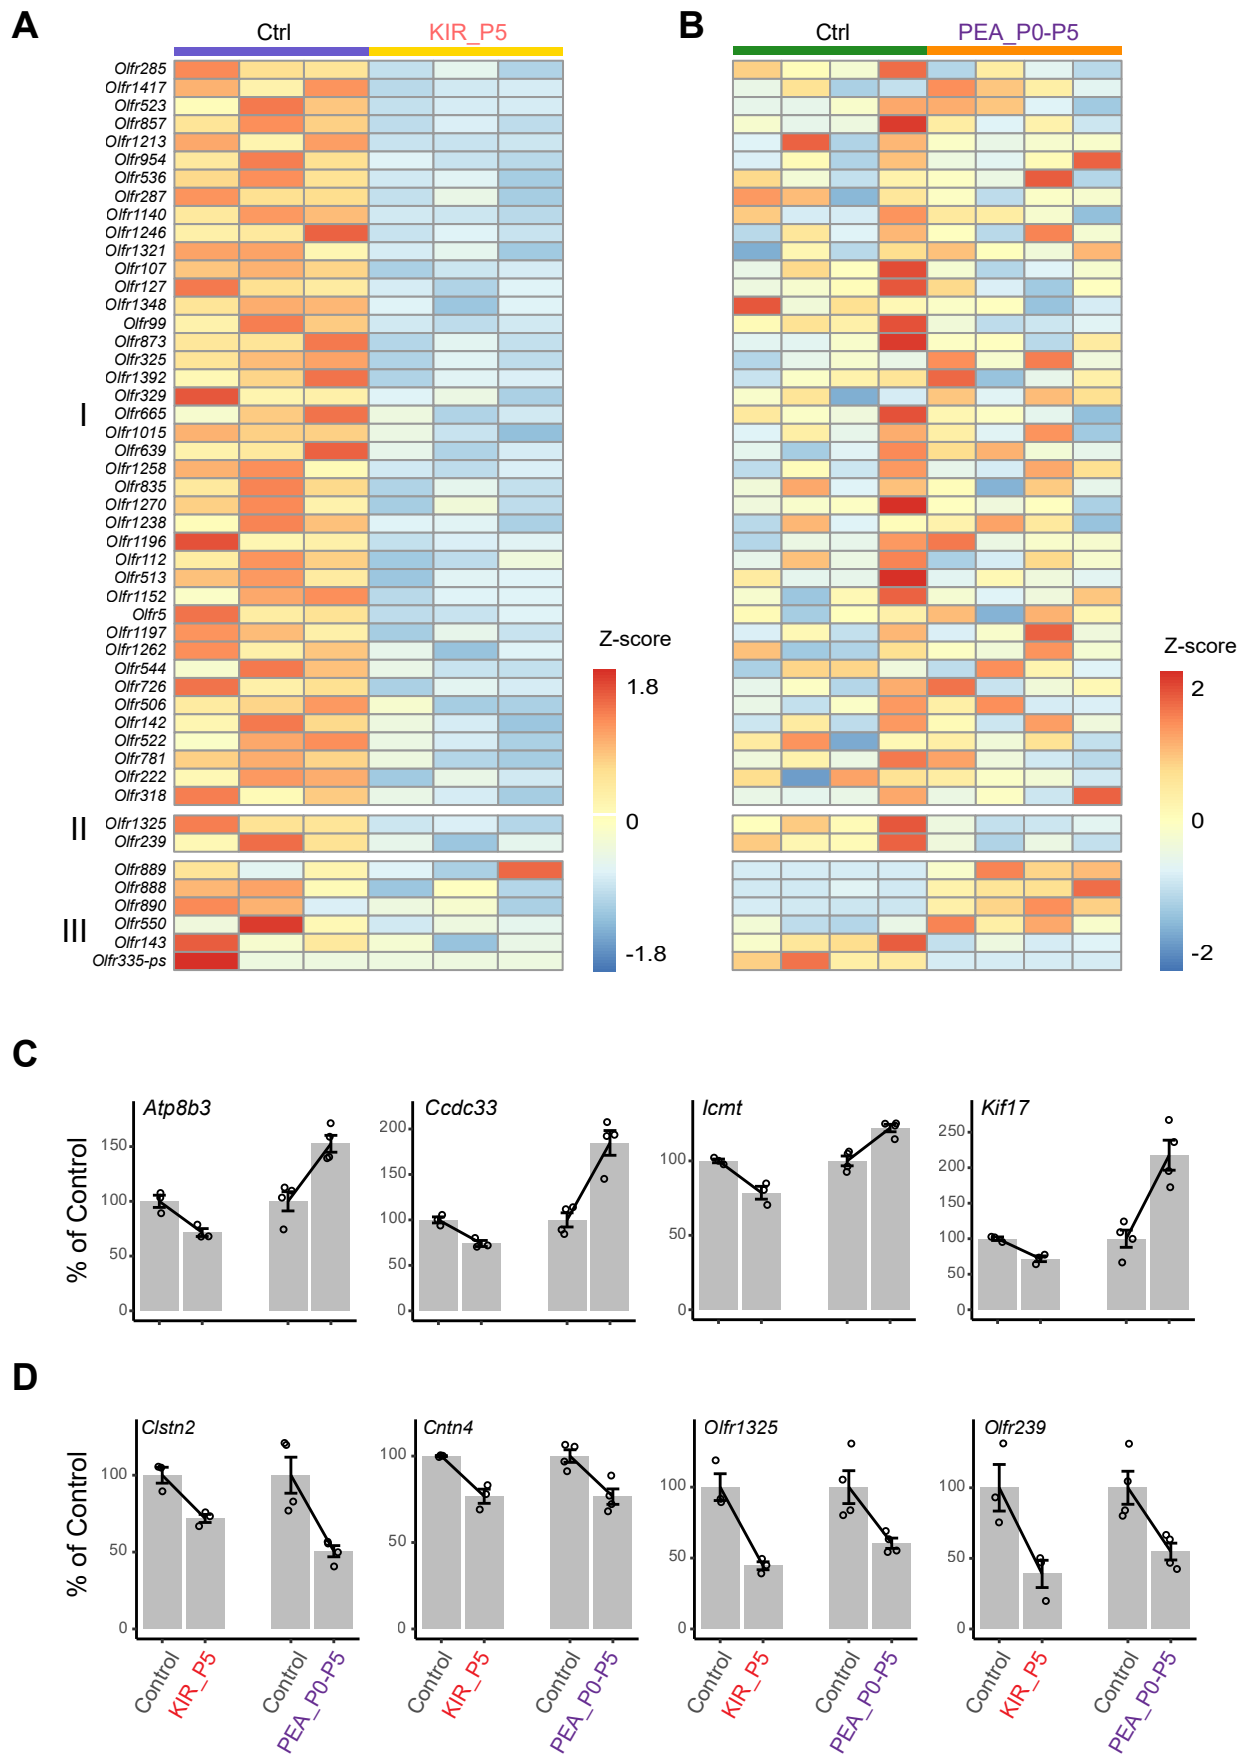 A
Ctrl
KIR_P5
B
Ctrl
PEA_P0-P5
Olfr285
Olfr1417
Olfr523
Olfr857
Olfr1213
Olfr954
Olfr536
Olfr287
Olfr1140
Olfr1246
Olfr1321
Olfr107
Olfr127
Olfr1348
Olfr99
Olfr873
Olfr325
Olfr1392
Olfr329
I
Olfr665
Olfr1015
Olfr639
Olfr1258
Olfr835
Olfr1270
Olfr1238
Olfr1196
Olfr112
Olfr513
Olfr1152
Olfr5
Olfr1197
Olfr1262
Olfr544
Olfr726
Olfr506
Olfr142
Olfr522
Olfr781
Olfr222
Olfr318
II
Olfr1325
Olfr239
Olfr889
Olfr888
Olfr890
III
Olfr550
Olfr143
Olfr335-ps
Z-score
1.8
0
-1.8
Z-score
2
0
-2
C
% of Control
Atp8b3
150
100
50
0
Ccdc33
200
150
100
50
0
Icmt
100
50
0
Kif17
250
200
150
100
50
0
D
% of Control
Clstn2
100
50
0
Cntn4
100
50
0
Olfr1325
100
50
0
Olfr239
100
50
0
Control
KIR_P5
Control
PEA_P0-P5
Control
KIR_P5
Control
PEA_P0-P5
Control
KIR_P5
Control
PEA_P0-P5
Control
KIR_P5
Control
PEA_P0-P5